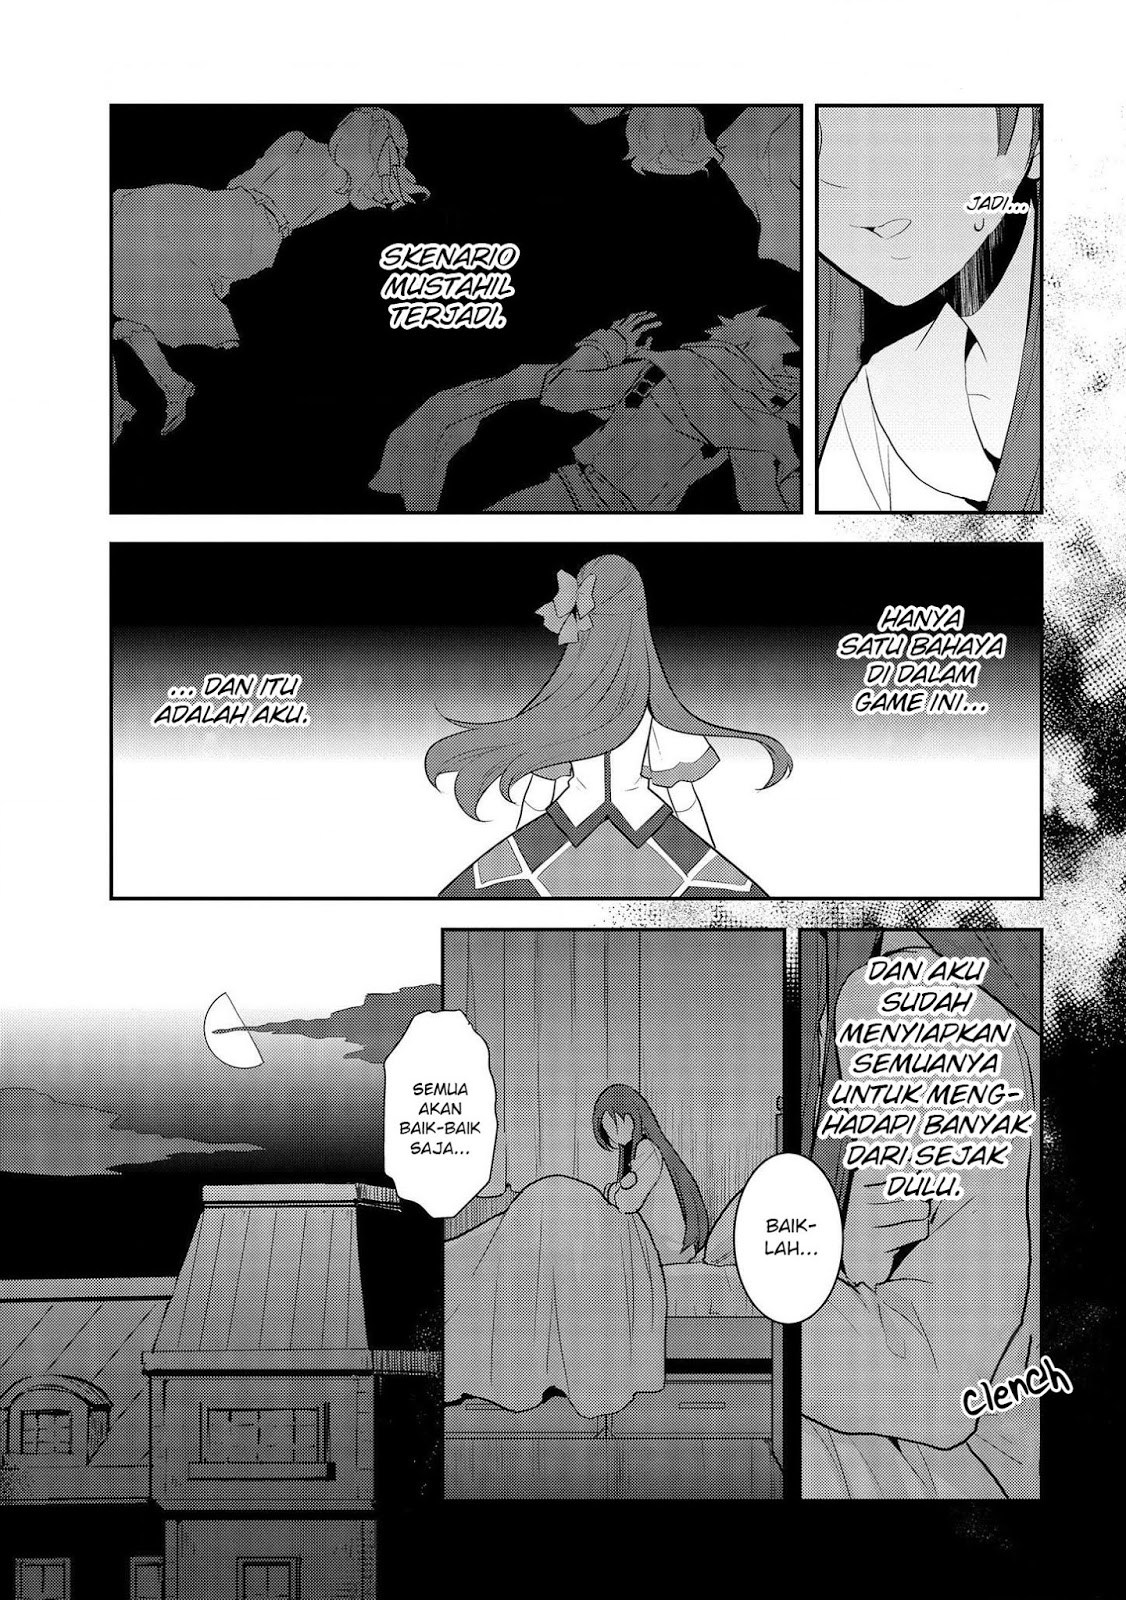 JADI...
SKENARIO
MUSTAHIL
TERJADI.
HANYA
SATU BAHAYA
DI DALAM
GAME INI...
... DAN ITU
ADALAH AKU.
DAN AKU
SUDAH
MENYIAPKAN
SEMUANYA
UNTUK MENG-
HADAPI BANYAK
DARI SEJAK
DULU.
Clench
BAIK-
LAH...
SEMUA
AKAN
BAIK-BAIK
SAJA...